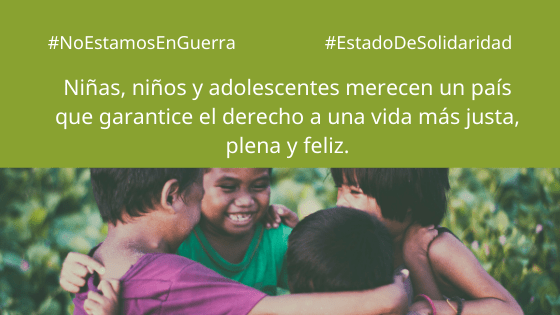 #NoEstamosEnGuerra #EstadoDeSolidaridad
Niñas, niños y adolescentes merecen un país
que garantice el derecho a una vida más justa,
plena y feliz.